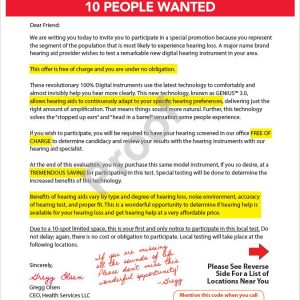 10 PEOPLE WANTED
Dear Friend:
We are writing you today to invite you to participate in a special promotion because you represent
the segment of the population that is most likely to experience hearing loss. A major name brand
hearing aid provider wishes to test a remarkable new digital hearing instrument in your area.
This offer is free of charge and you are under no obligation.
These revolutionary 100% Digital instruments use the latest technology to comfortably and
almost invisibly help you hear more clearly. This new technology, known as GENIUS™ 3.0,
allows hearing aids to continuously adapt to your specific hearing preferences, delivering just the
right amount of amplification. That means things sound more natural. Further, this technology
solves the "stopped up ears" and "head in a barrel" sensation some people experience.
If you wish to participate, you will be required to have your hearing screened in our office FREE OF
CHARGE to determine candidacy and review your results with the hearing instruments with our
hearing aid specialist.
At the end of this evaluation, you may purchase this same model instrument, if you so desire, at a
TREMENDOUS SAVING for participating in this test. Special testing will be done to determine the
increased benefits of this technology.
Benefits of hearing aids vary by type and degree of hearing loss, noise environment, accuracy
of hearing test, and proper fit. This is a wonderful opportunity to determine if hearing help is
available for your hearing loss and get hearing help at a very affordable price.
Due to a 10-spot limited space, this is your first and only notice to participate in this local test. Do
not delay; again, there is no cost or obligation to participate. Local testing will take place at the
following locations.
Sincerely,
Gregg Olsen
Gregg Olsen
CEO, Health Services LLC
If you are missing
the sounds of life,
Please don't miss this
wonderful opportunity!
-Gregg
Please See Reverse
Side For a List of
Locations Near You
Mention this code when you call
Proof